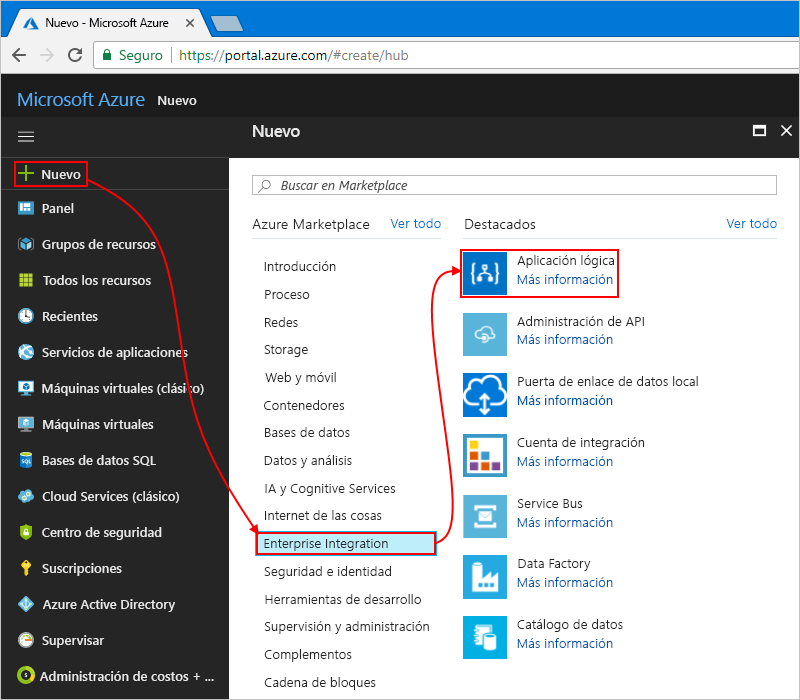 Nuevo - Microsoft Azure
Seguro
https://portal.azure.com/#create/hub
Microsoft Azure Nuevo
Nuevo
Nuevo
Panel
Grupos de recursos
Todos los recursos
Recientes
Servicios de aplicaciones
Máquinas virtuales (clásico)
Máquinas virtuales
Bases de datos SQL
Cloud Services (clásico)
Centro de seguridad
Suscripciones
Azure Active Directory
Supervisar
Administración de costos + ...
Buscar en Marketplace
Azure Marketplace Ver todo
Introducción
Proceso
Redes
Storage
Web y móvil
Contenedores
Bases de datos
Datos y análisis
IA y Cognitive Services
Internet de las cosas
Enterprise Integration
Seguridad e identidad
Herramientas de desarrollo
Supervisión y administración
Complementos
Cadena de bloques
Destacados Ver todo
Aplicación lógica
Más información
Administración de API
Más información
Puerta de enlace de datos local
Más información
Cuenta de integración
Más información
Service Bus
Más información
Data Factory
Más información
Catálogo de datos
Más información